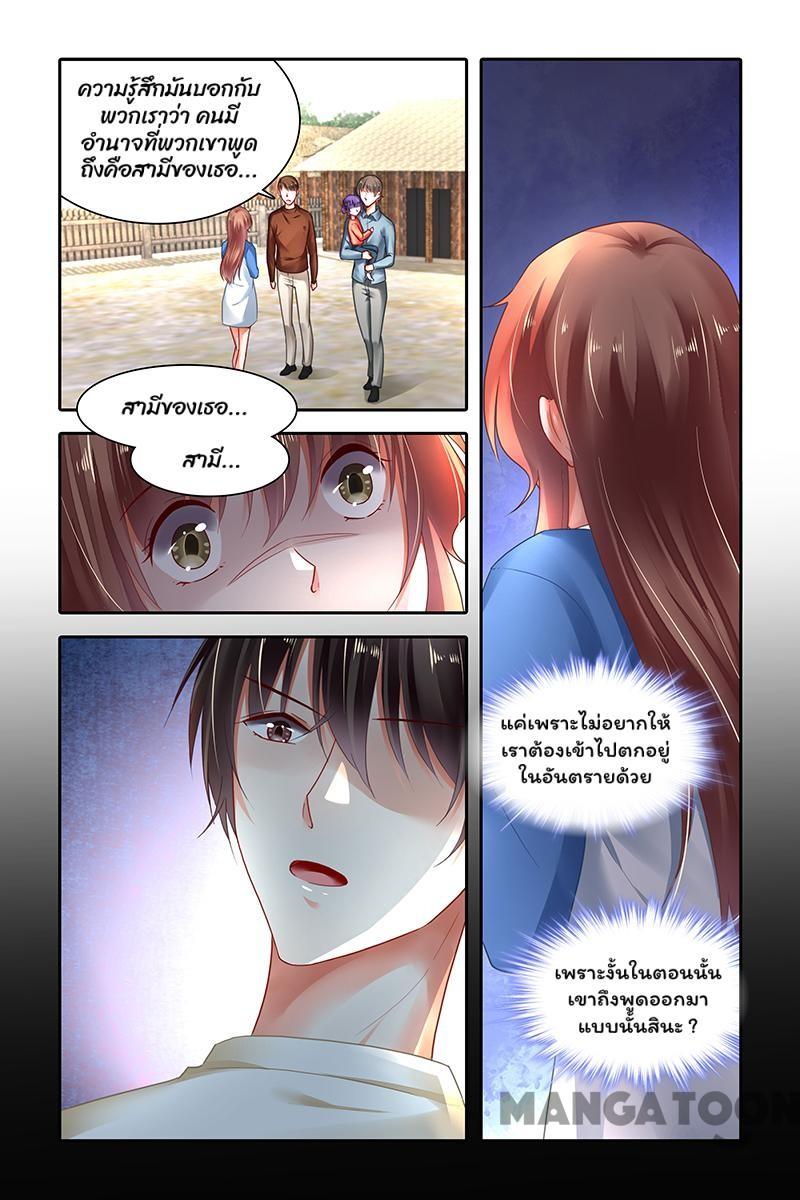 ความรู้สึกมันบอกกับ
พวกเราว่า คนมี
อำนาจที่พวกเขาพูด
ถึงคือสามีของเธอ...
สามีของเธอ...
สามี...
แค่เพราะไม่อยากให้
เราต้องเข้าไปตกอยู่
ในอันตรายด้วย
เพราะงั้นในตอนนั้น
เขาถึงพูดออกมา
แบบนั้นสินะ ?
MANGATOON